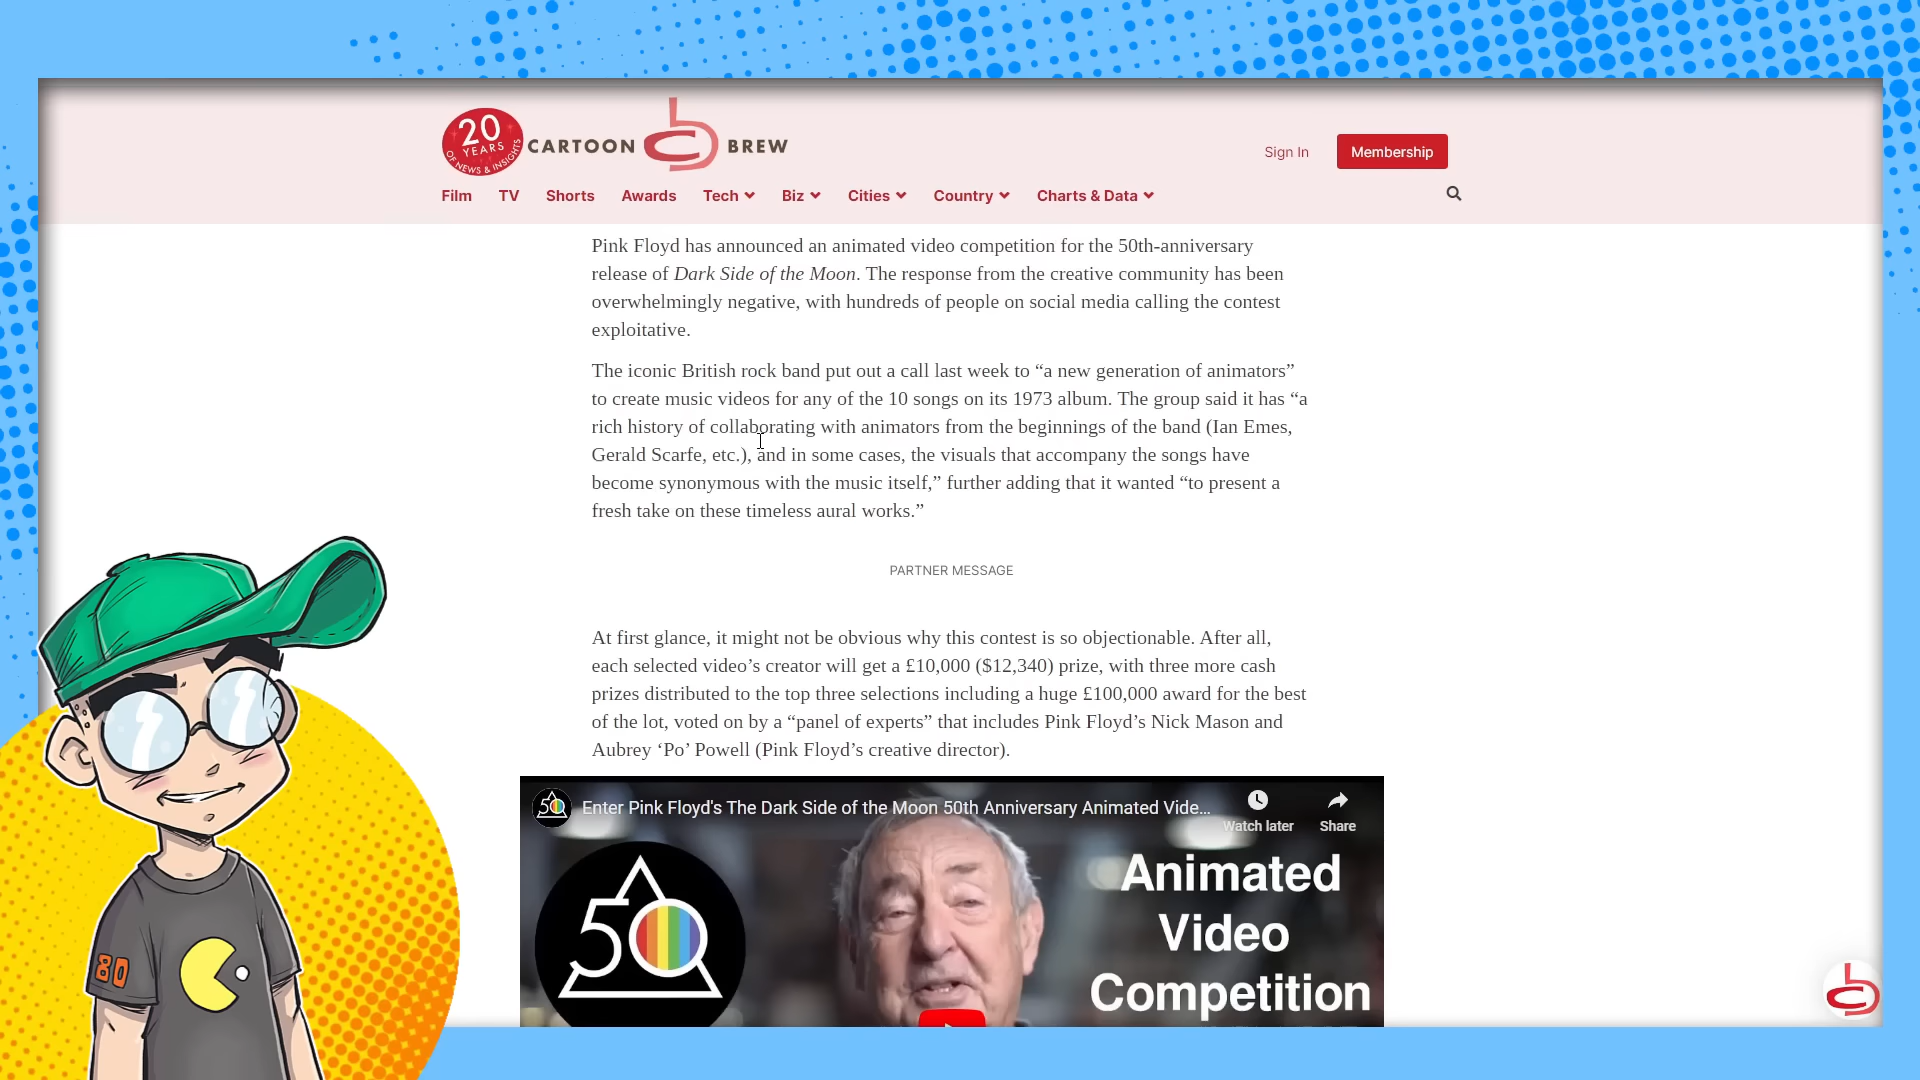 20
YEARS
OF NEWS & INSIGHTS
CARTOON BREW
Sign In
Membership
Film TV Shorts Awards Tech Biz Cities Country Charts & Data
Pink Floyd has announced an animated video competition for the 50th-anniversary
release of Dark Side of the Moon. The response from the creative community has been
overwhelmingly negative, with hundreds of people on social media calling the contest
exploitative.
The iconic British rock band put out a call last week to “a new generation of animators”
to create music videos for any of the 10 songs on its 1973 album. The group said it has “a
rich history of collaborating with animators from the beginnings of the band (Ian Emes,
Gerald Scarfe, etc.), and in some cases, the visuals that accompany the songs have
become synonymous with the music itself,” further adding that it wanted “to present a
fresh take on these timeless aural works.”
PARTNER MESSAGE
At first glance, it might not be obvious why this contest is so objectionable. After all,
each selected video’s creator will get a £10,000 ($12,340) prize, with three more cash
prizes distributed to the top three selections including a huge £100,000 award for the best
of the lot, voted on by a “panel of experts” that includes Pink Floyd’s Nick Mason and
Aubrey ‘Po’ Powell (Pink Floyd’s creative director).
50
Enter Pink Floyd's The Dark Side of the Moon 50th Anniversary Animated Vide...
Watch later
Share
50
Animated
Video
Competition
80